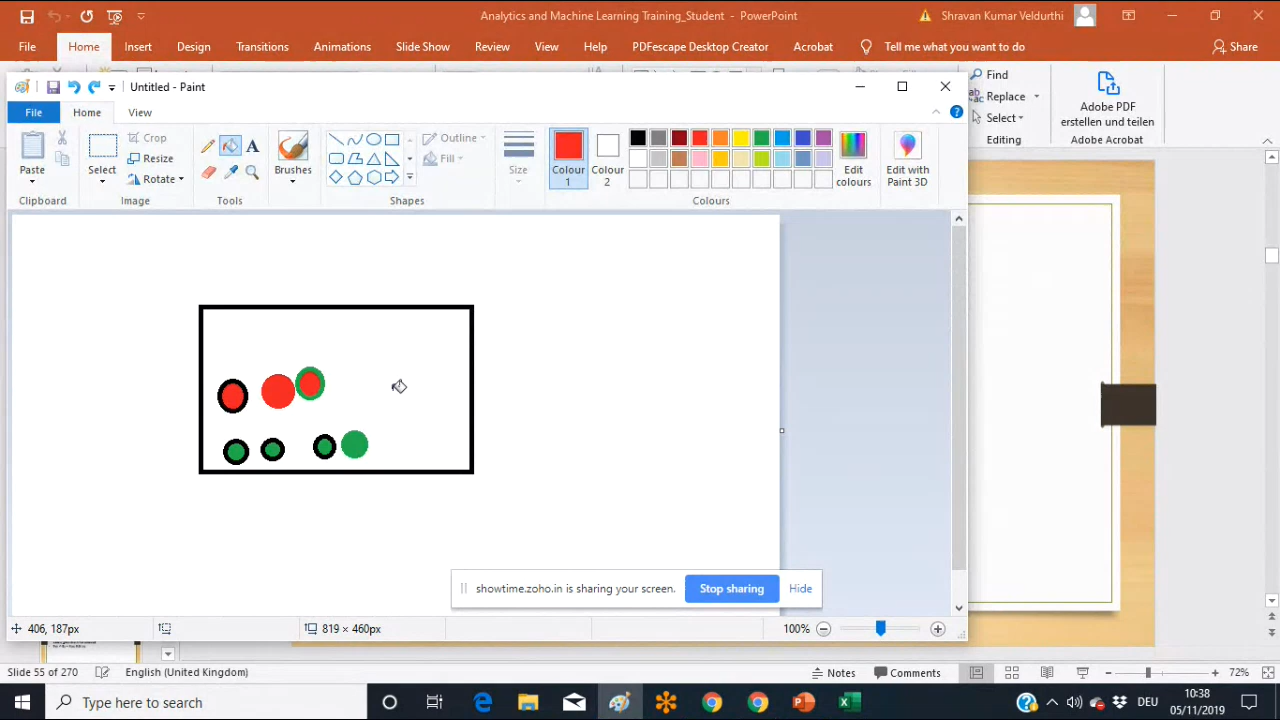 Analytics and Machine Learning Training_Student - PowerPoint
Shravan Kumar Veldurthi
File Home Insert Design Transitions Animations Slide Show Review View Help PDFescape Desktop Creator Acrobat Tell me what you want to do Share
Untitled - Paint
File Home View
Paste
Clipboard
Select
Crop
Resize
Rotate
Image
A
Tools
Brushes
Shapes
Outline
Fill
Size
Colour
1
Colour
2
Edit
colours
Edit with
Paint 3D
Colours
Find
Replace
Select
Editing
Adobe PDF
erstellen und teilen
Adobe Acrobat
showtime.zoho.in is sharing your screen. Stop sharing Hide
406, 187px 819 × 460px 100%
Slide 55 of 270 English (United Kingdom) Notes Comments 72%
Type here to search
DEU
10:38
05/11/2019